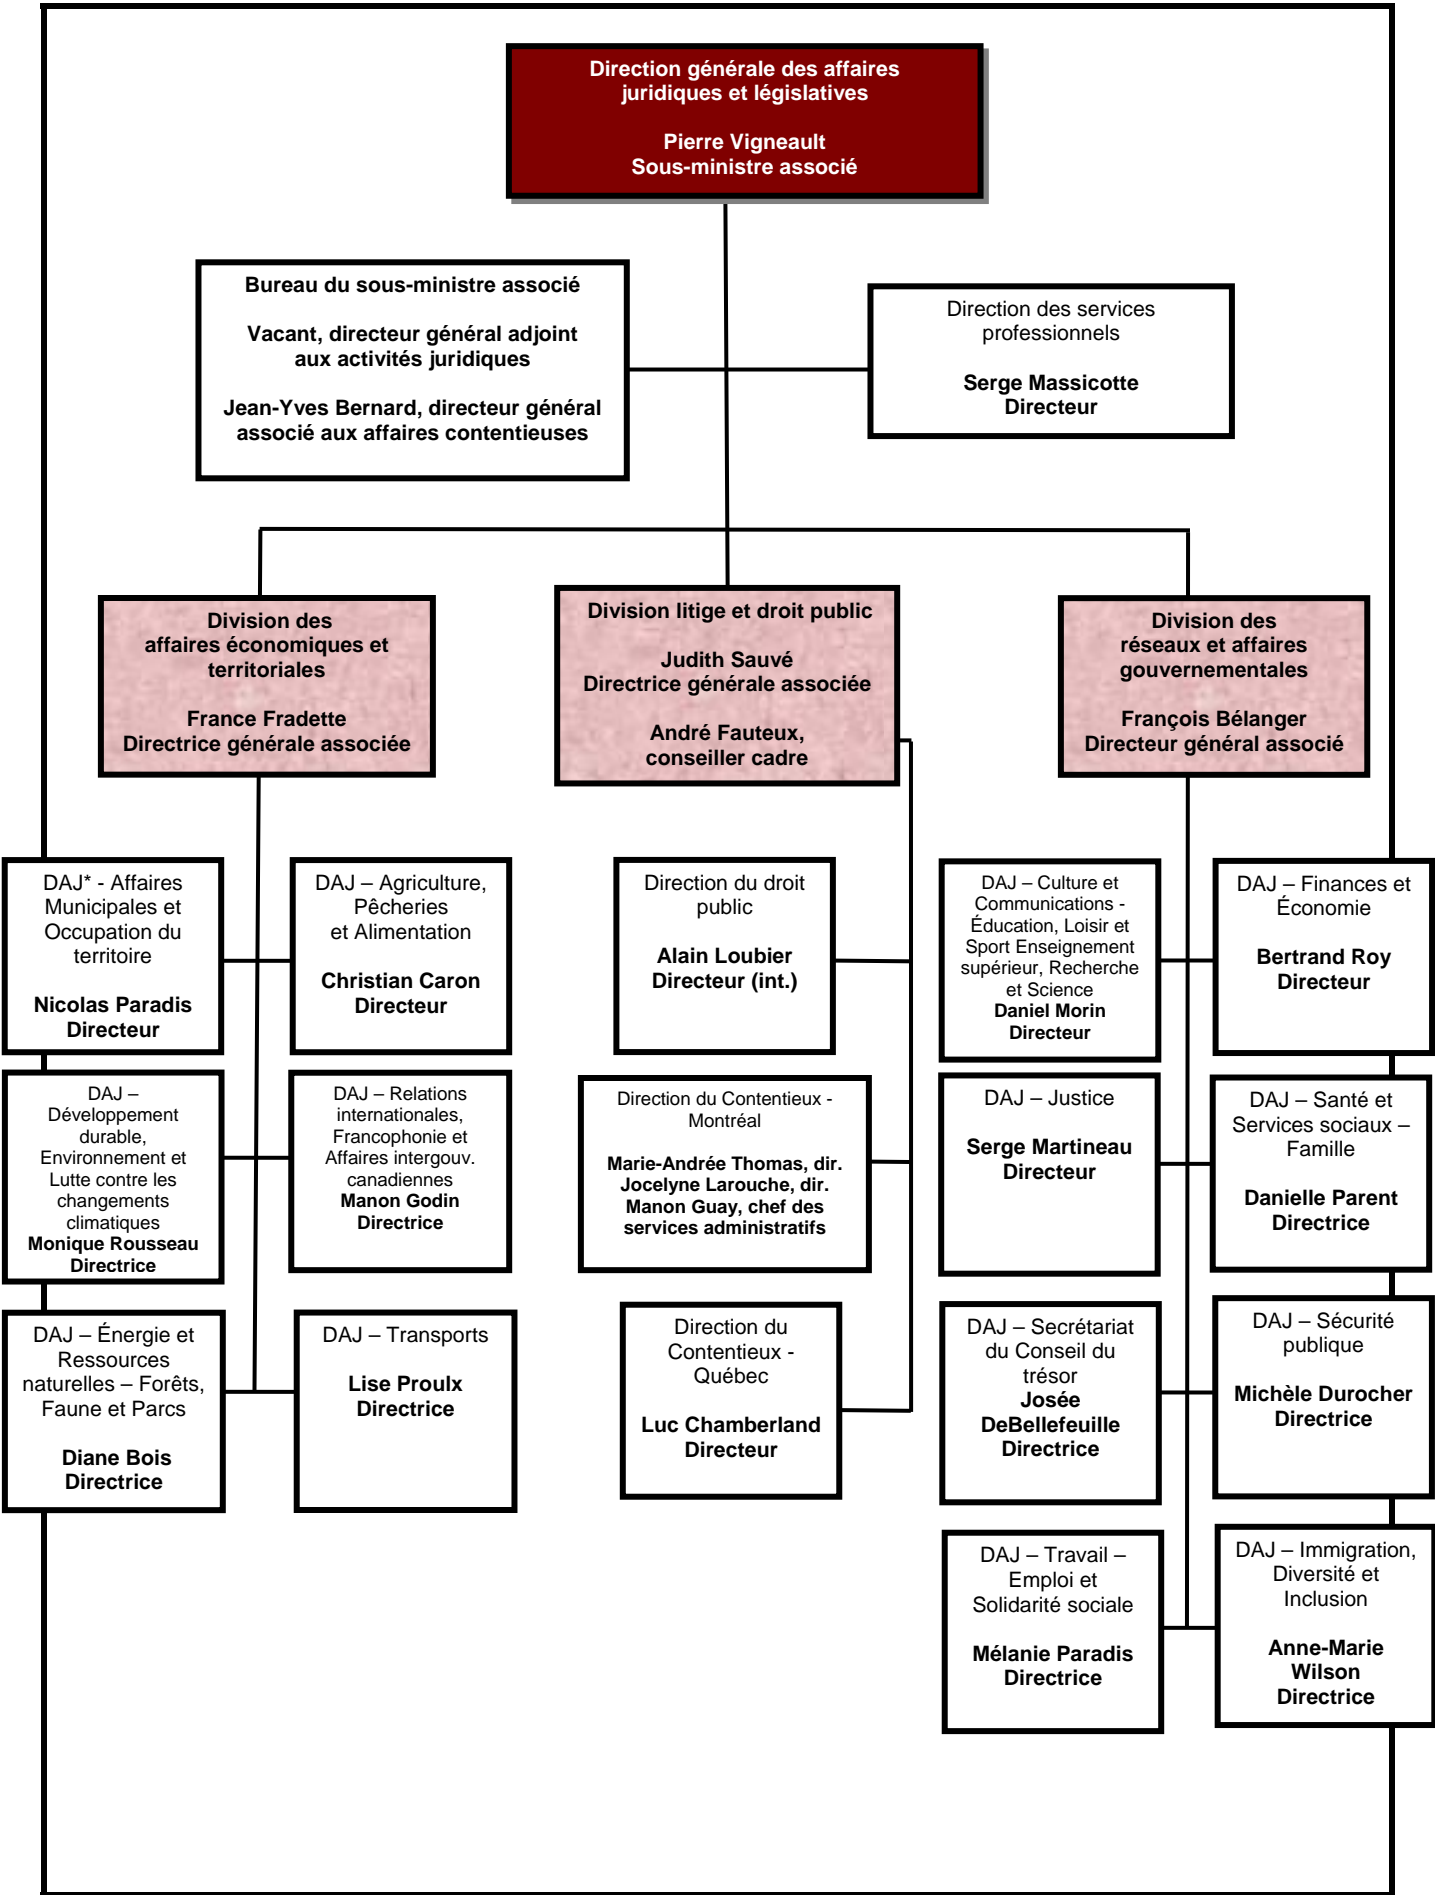 Direction générale des affaires
juridiques et législatives
Pierre Vigneault
Sous-ministre associé
Bureau du sous-ministre associé
Vacant, directeur général adjoint
aux activités juridiques
Jean-Yves Bernard, directeur général
associé aux affaires contentieuses
Direction des services
professionnels
Serge Massicotte
Directeur
Division des
affaires économiques et
territoriales
France Fradette
Directrice générale associée
Division litige et droit public
Judith Sauvé
Directrice générale associée
André Fauteux,
conseiller cadre
Division des
réseaux et affaires
gouvernementales
François Bélanger
Directeur général associé
DAJ* - Affaires
Municipales et
Occupation du
territoire
Nicolas Paradis
Directeur
DAJ – Agriculture,
Pêcheries
et Alimentation
Christian Caron
Directeur
Direction du droit
public
Alain Loubier
Directeur (int.)
DAJ – Culture et
Communications -
Éducation, Loisir et
Sport Enseignement
supérieur, Recherche
et Science
Daniel Morin
Directeur
DAJ – Finances et
Économie
Bertrand Roy
Directeur
DAJ –
Développement
durable,
Environnement et
Lutte contre les
changements
climatiques
Monique Rousseau
Directrice
DAJ – Relations
internationales,
Francophonie et
Affaires intergouv.
canadiennes
Manon Godin
Directrice
Direction du Contentieux -
Montréal
Marie-Andrée Thomas, dir.
Jocelyne Larouche, dir.
Manon Guay, chef des
services administratifs
DAJ – Justice
Serge Martineau
Directeur
DAJ – Santé et
Services sociaux –
Famille
Danielle Parent
Directrice
DAJ – Énergie et
Ressources
naturelles – Forêts,
Faune et Parcs
Diane Bois
Directrice
DAJ – Transports
Lise Proulx
Directrice
Direction du
Contentieux -
Québec
Luc Chamberland
Directeur
DAJ – Secrétariat
du Conseil du
trésor
Josée
DeBellefeuille
Directrice
DAJ – Sécurité
publique
Michèle Durocher
Directrice
DAJ – Travail –
Emploi et
Solidarité sociale
Mélanie Paradis
Directrice
DAJ – Immigration,
Diversité et
Inclusion
Anne-Marie
Wilson
Directrice